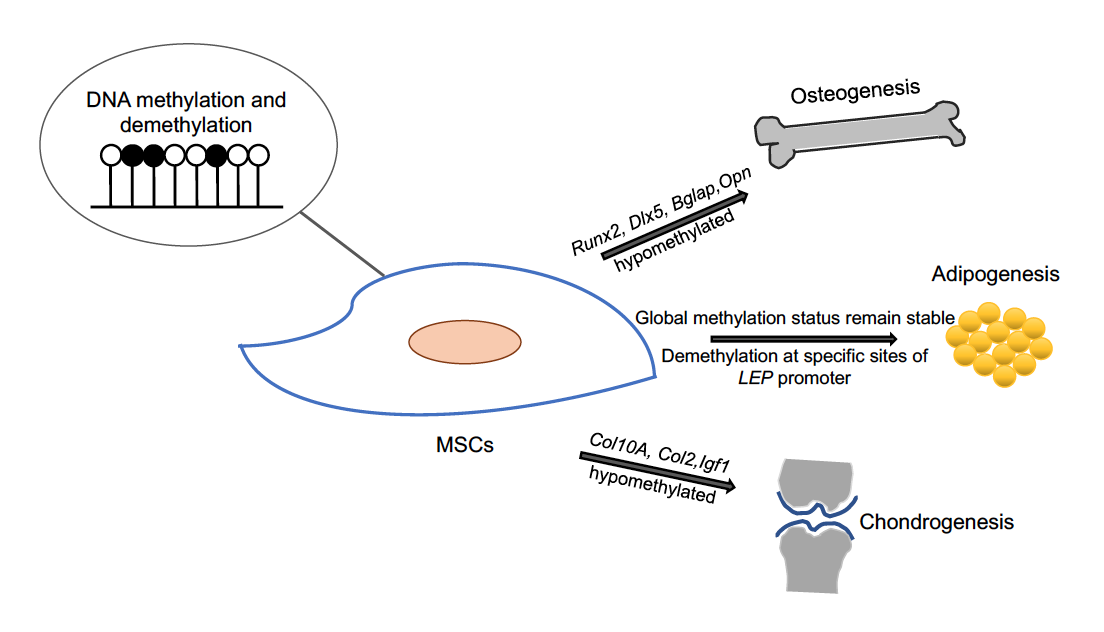 DNA methylation and
demethylation
Osteogenesis
Runx2, Dlx5, Bglap,Opn
hypomethylated
Adipogenesis
Global methylation status remain stable
Demethylation at specific sites of
LEP promoter
MSCs
Col10A, Col2,Igf1
hypomethylated
Chondrogenesis